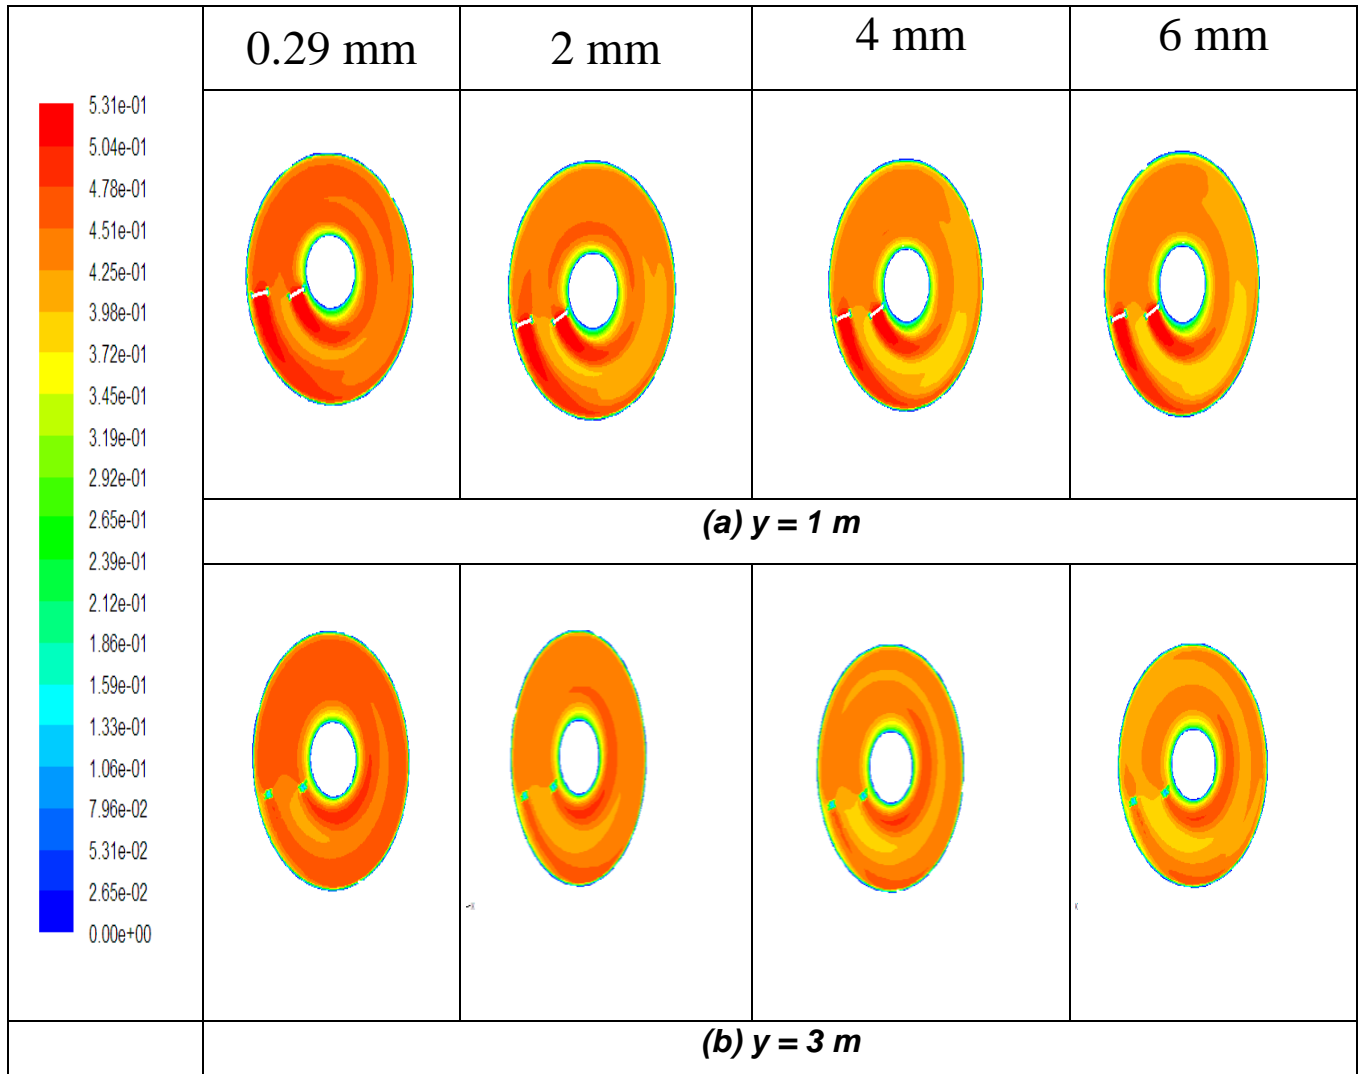 0.29 mm
2 mm
4 mm
6 mm
5.31e-01
5.04e-01
4.78e-01
4.51e-01
4.25e-01
3.98e-01
3.72e-01
3.45e-01
3.19e-01
2.92e-01
2.65e-01
2.39e-01
2.12e-01
1.86e-01
1.59e-01
1.33e-01
1.06e-01
7.96e-02
5.31e-02
2.65e-02
0.00e+00
(a) y = 1 m
(b) y = 3 m